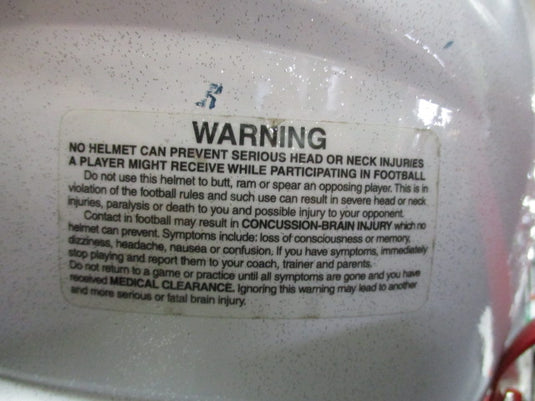 WARNING
NO HELMET CAN PREVENT SERIOUS HEAD OR NECK INJURIES
A PLAYER MIGHT RECEIVE WHILE PARTICIPATING IN FOOTBALL
Do not use this helmet to butt, ram or spear an opposing player. This is in
violation of the football rules and such use can result in severe head or neck
injuries, paralysis or death to you and possible injury to your opponent.
Contact in football may result in CONCUSSION-BRAIN INJURY which no
helmet can prevent. Symptoms include: loss of consciousness or memory,
dizziness, headache, nausea or confusion. If you have symptoms, immediately
stop playing and report them to your coach, trainer and parents.
Do not return to a game or practice until all symptoms are gone and you have
received MEDICAL CLEARANCE. Ignoring this warning may lead to another
and more serious or fatal brain injury.